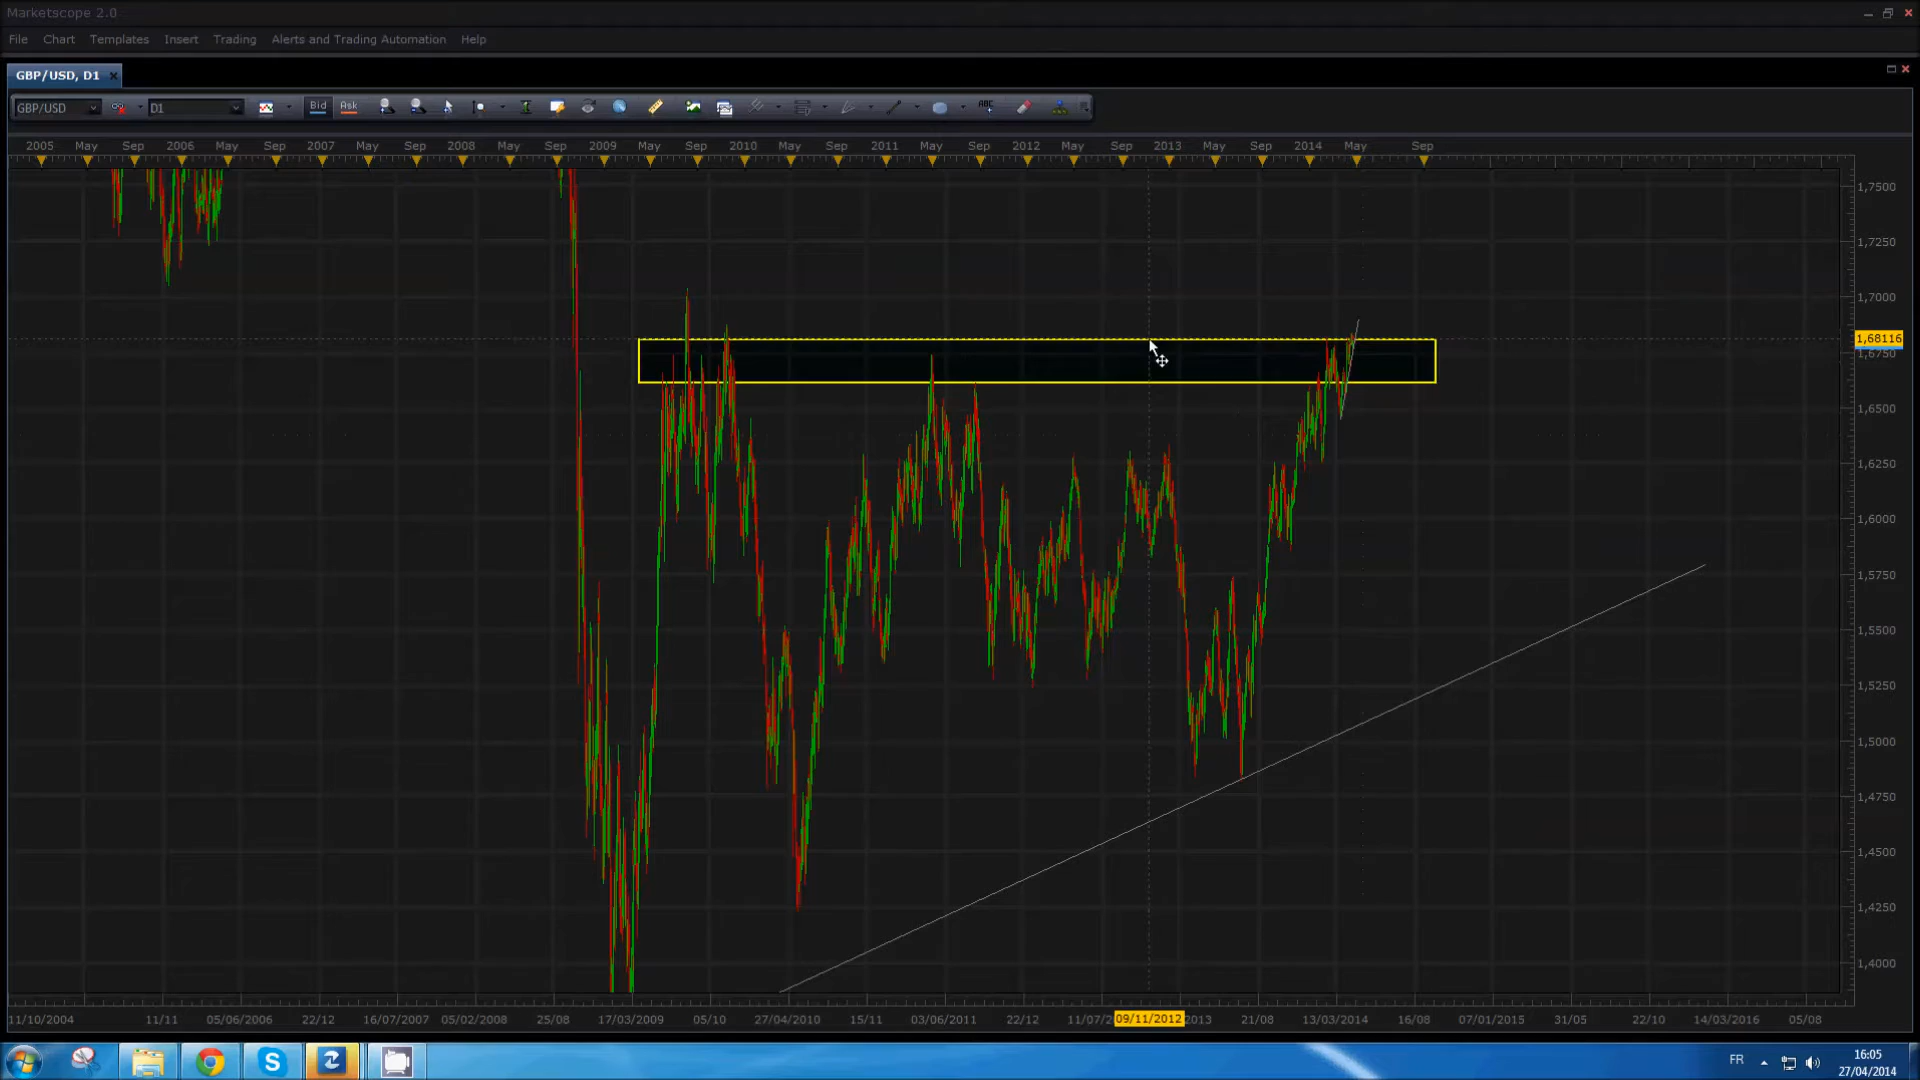 Marketscope 2.0
File Chart Templates Insert Trading Alerts and Trading Automation Help
GBP/USD, D1
GBP/USD D1 Bid Ask ABC
2005 May Sep 2006 May Sep 2007 May Sep 2008 May Sep 2009 May Sep 2010 May Sep 2011 May Sep 2012 May Sep 2013 May Sep 2014 May Sep
1,7500
1,7250
1,7000
1,68116
1,6750
1,6500
1,6250
1,6000
1,5750
1,5500
1,5250
1,5000
1,4750
1,4500
1,4250
1,4000
11/10/2004 11/11 05/06/2006 22/12 16/07/2007 05/02/2008 25/08 17/03/2009 05/10 27/04/2010 15/11 03/06/2011 22/12 11/07/2 09/11/2012 2013 21/08 13/03/2014 16/08 07/01/2015 31/05 22/10 14/03/2016 05/08
FR
16:05
27/04/2014